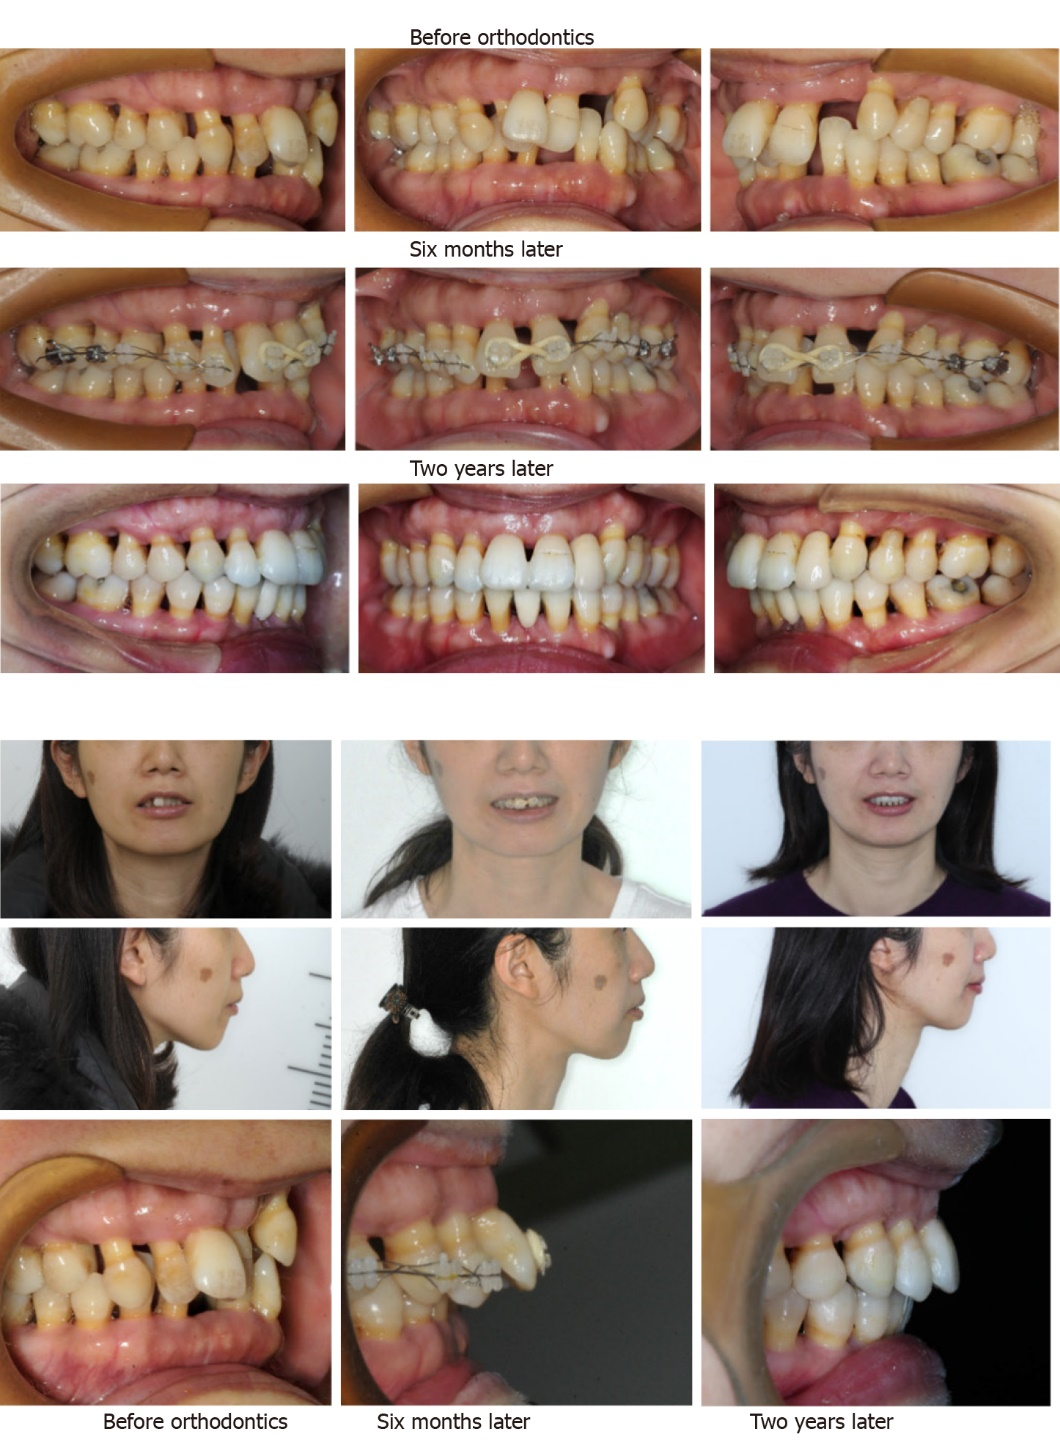 Before orthodontics
Six months later
Two years later
Before orthodontics
Six months later
Two years later